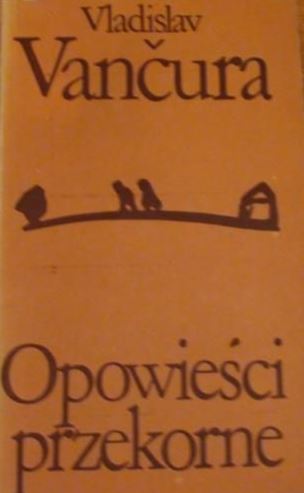 Vladislav
Vančura
Opowieści
przekorne